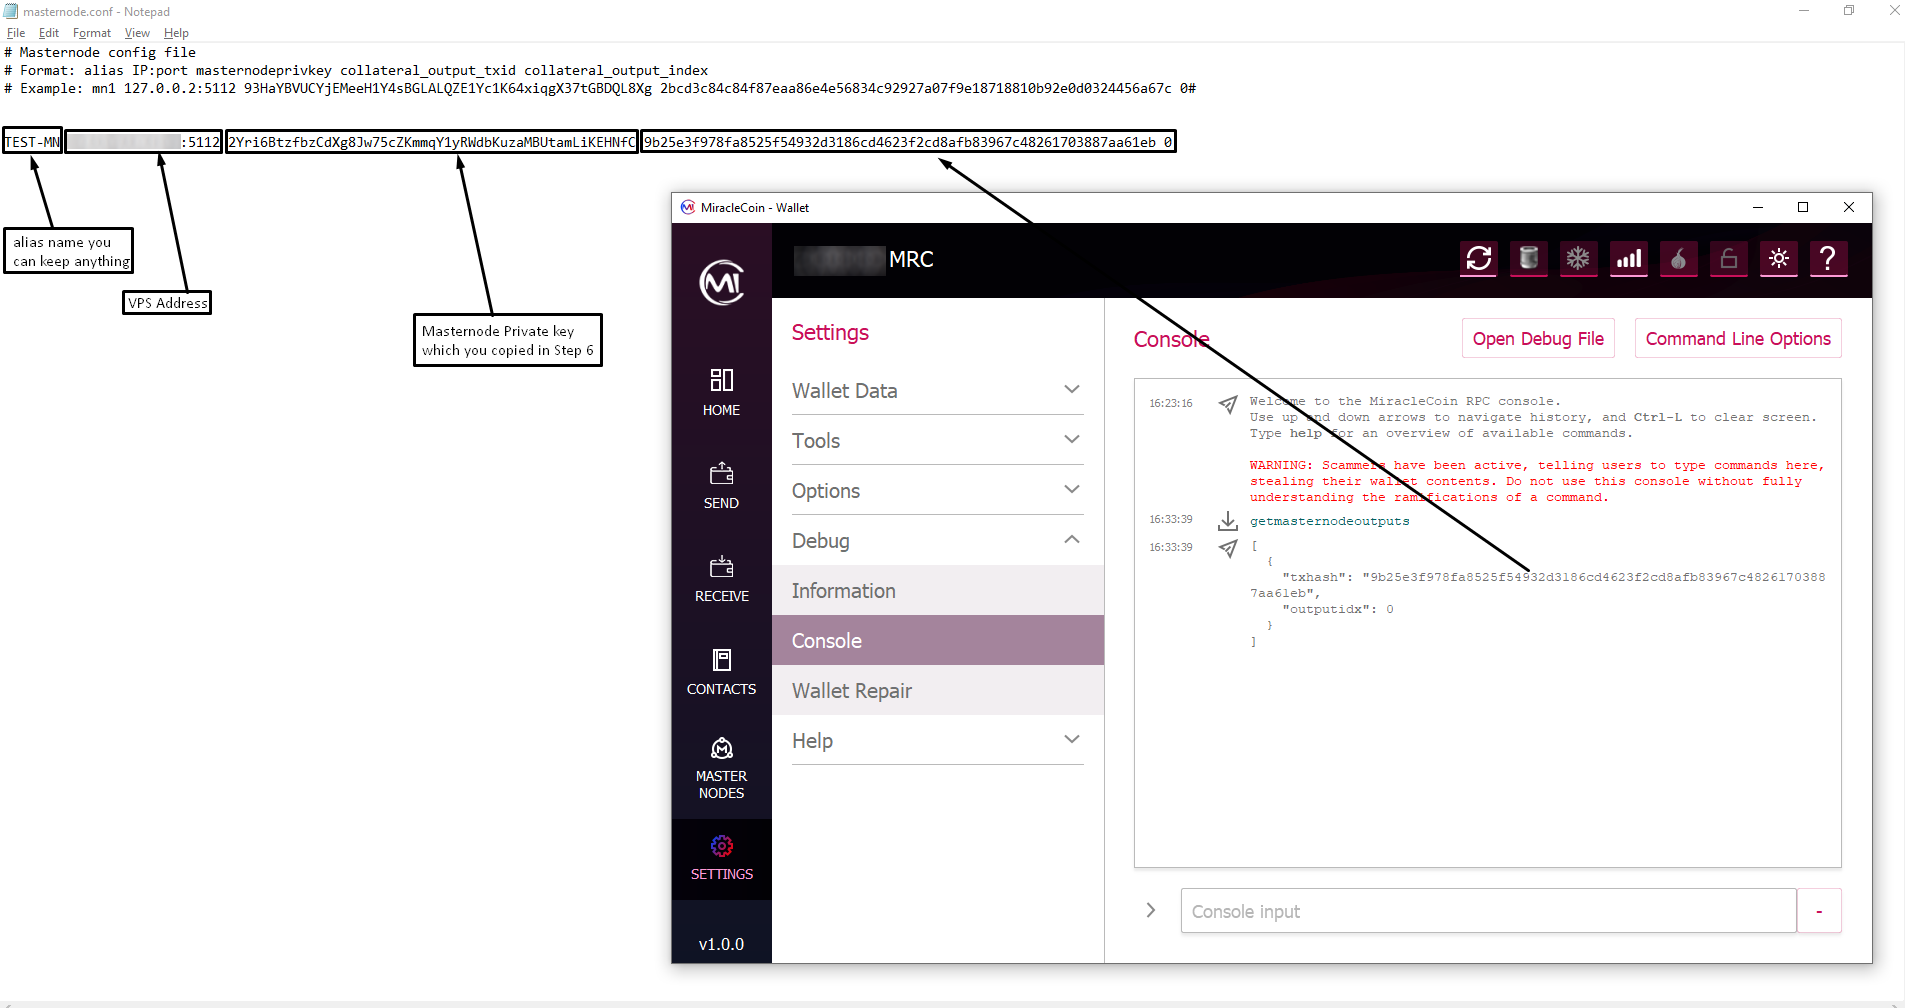 masternode.conf - Notepad
File Edit Format View Help
# Masternode config file
# Format: alias IP:port masternodeprivkey collateral_output_txid collateral_output_index
# Example: mn1 127.0.0.2:5112 93HaYBVUCYjEMeeH1Y4sBGLALQZE1Yc1K64xiqgX37tGBDQL8Xg 2bcd3c84c84f87eaa86e4e56834c92927a07f9e18718810b92e0d0324456a67c 0#
TEST-MN :5112 2Yri6BtzfbzCdXg8Jw75cZKmmqY1yRWdbKuzaMBUtamLiKEHNfC 9b25e3f978fa8525f54932d3186cd4623f2cd8afb83967c48261703887aa61eb 0
alias name you
can keep anything
VPS Address
Masternode Private key
which you copied in Step 6
MiracleCoin - Wallet
MRC
HOME
SEND
RECEIVE
CONTACTS
MASTER
NODES
SETTINGS
v1.0.0
Settings
Wallet Data
Tools
Options
Debug
Information
Console
Wallet Repair
Help
Console
Open Debug File
Command Line Options
16:23:16 Welcome to the MiracleCoin RPC console.
Use up and down arrows to navigate history, and Ctrl-L to clear screen.
Type help for an overview of available commands.
WARNING: Scammers have been active, telling users to type commands here,
stealing their wallet contents. Do not use this console without fully
understanding the ramifications of a command.
16:33:39 getmasternodeoutputs
16:33:39 [
{
"txhash": "9b25e3f978fa8525f54932d3186cd4623f2cd8afb83967c4826170388
7aa61eb",
"outputidx": 0
}
]
Console input
-